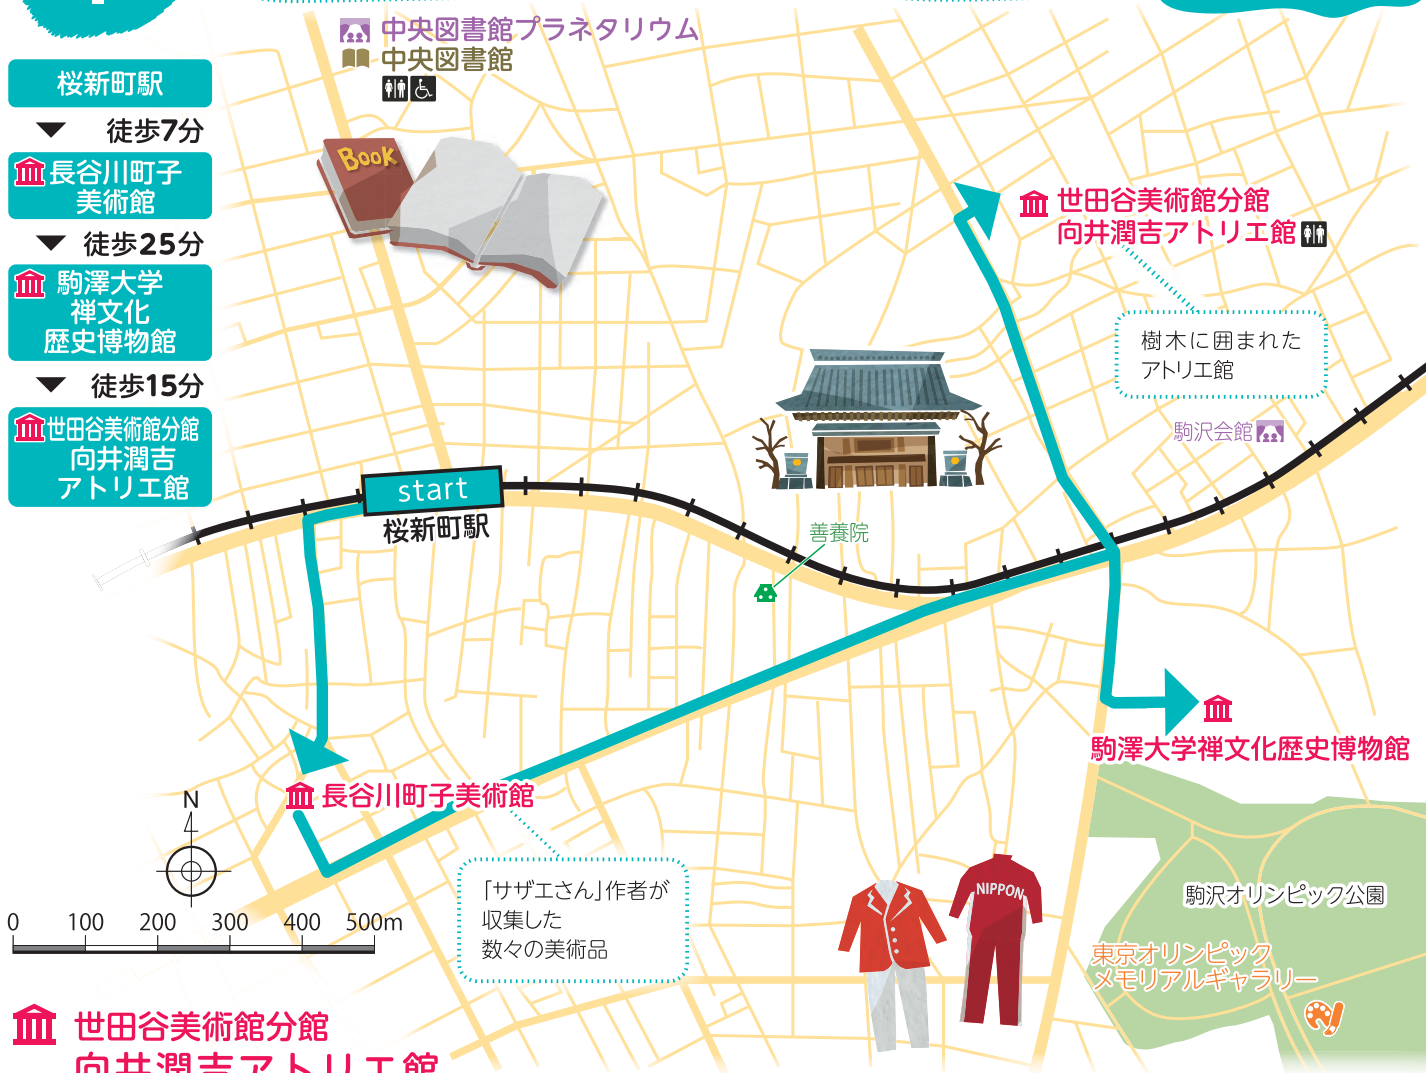 桜新町駅
徒歩7分
長谷川町子
美術館
徒歩25分
駒澤大学
禅文化
歴史博物館
徒歩15分
世田谷美術館分館
向井潤吉
アトリエ館
中央図書館プラネタリウム
中央図書館
BOOK
世田谷美術館分館
向井潤吉アトリエ館
樹木に囲まれた
アトリエ館
駒沢会館
start
桜新町駅
善養院
駒澤大学禅文化歴史博物館
長谷川町子美術館
「サザエさん」作者が
収集した
数々の美術品
N
0 100 200 300 400 500m
NIPPON
駒沢オリンピック公園
東京オリンピック
メモリアルギャラリー
世田谷美術館分館
向井潤吉アトリエ館